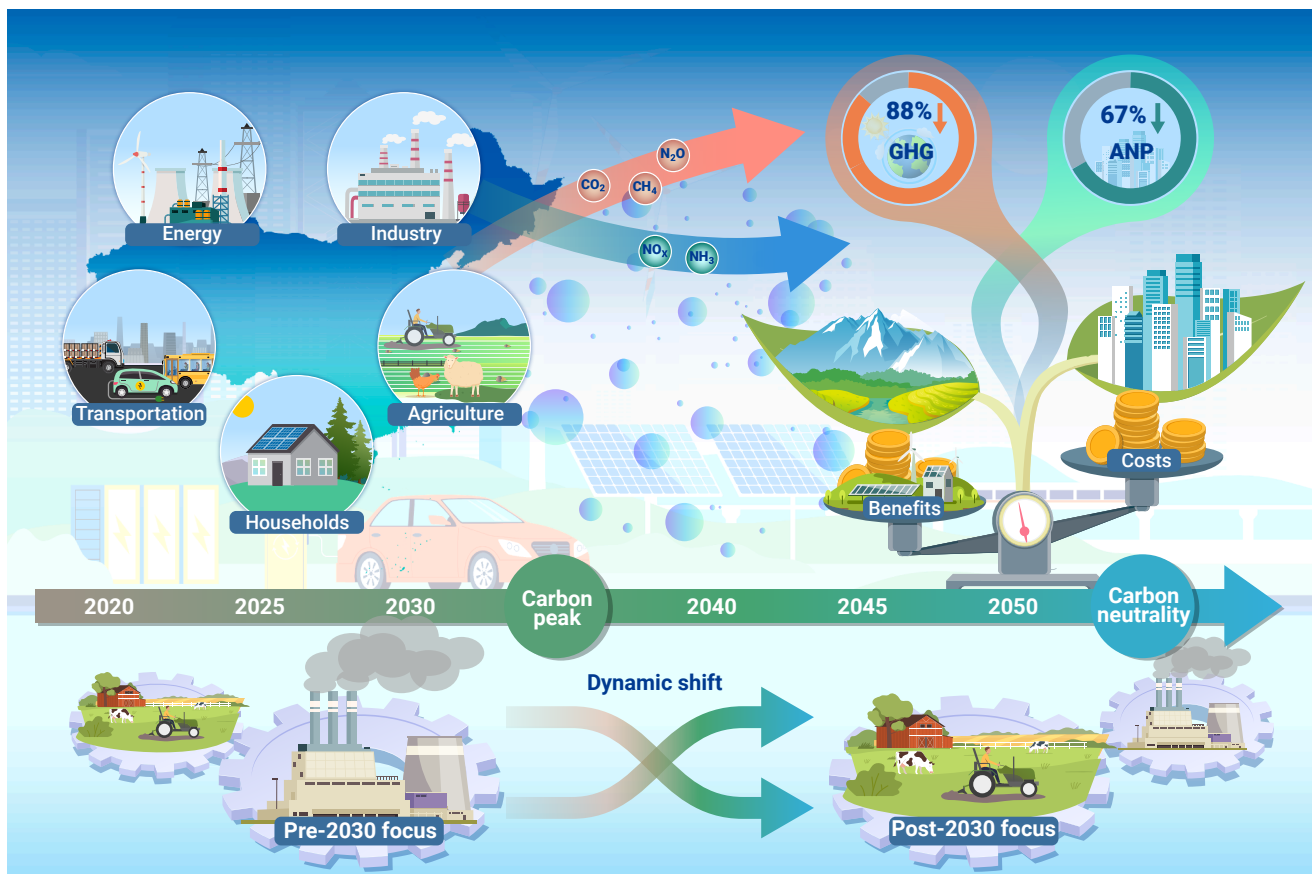 88%
GHG
67%
ANP
N₂O
CO₂
CH₄
NOₓ
NH₃
Energy
Industry
Transportation
Agriculture
Households
Benefits
Costs
2020
2025
2030
Carbon
peak
2040
2045
2050
Carbon
neutrality
Dynamic shift
Pre-2030 focus
Post-2030 focus